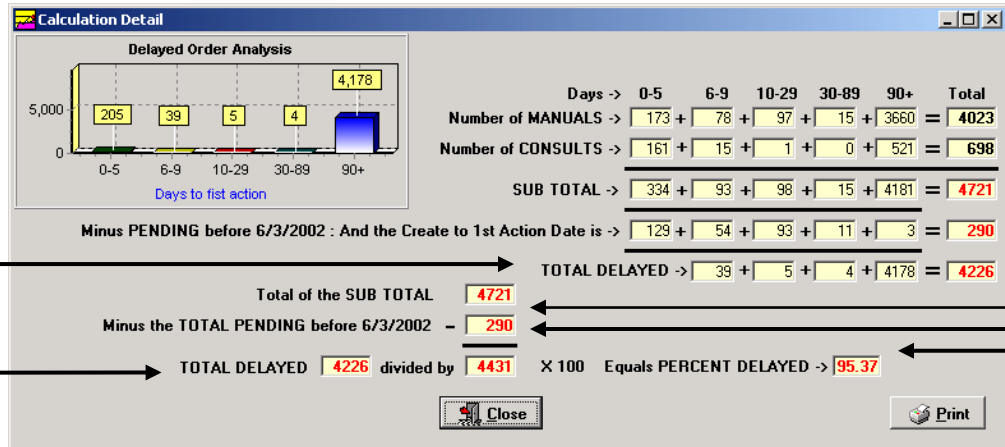 Calculation Detail
Delayed Order Analysis
4,178
5,000
205 39 5 4
0
0-5 6-9 10-29 30-89 90+
Days to fist action
Days -> 0-5 6-9 10-29 30-89 90+ Total
Number of MANUALS -> 173 + 78 + 97 + 15 + 3660 = 4023
Number of CONSULTS -> 161 + 15 + 1 + 0 + 521 = 698
SUB TOTAL -> 334 + 93 + 98 + 15 + 4181 = 4721
Minus PENDING before 6/3/2002 : And the Create to 1st Action Date is -> 129 + 54 + 93 + 11 + 3 = 290
TOTAL DELAYED -> 39 + 5 + 4 + 4178 = 4226
Total of the SUB TOTAL 4721
Minus the TOTAL PENDING before 6/3/2002 - 290
TOTAL DELAYED 4226 divided by 4431 X 100 Equals PERCENT DELAYED -> 95.37
Close Print